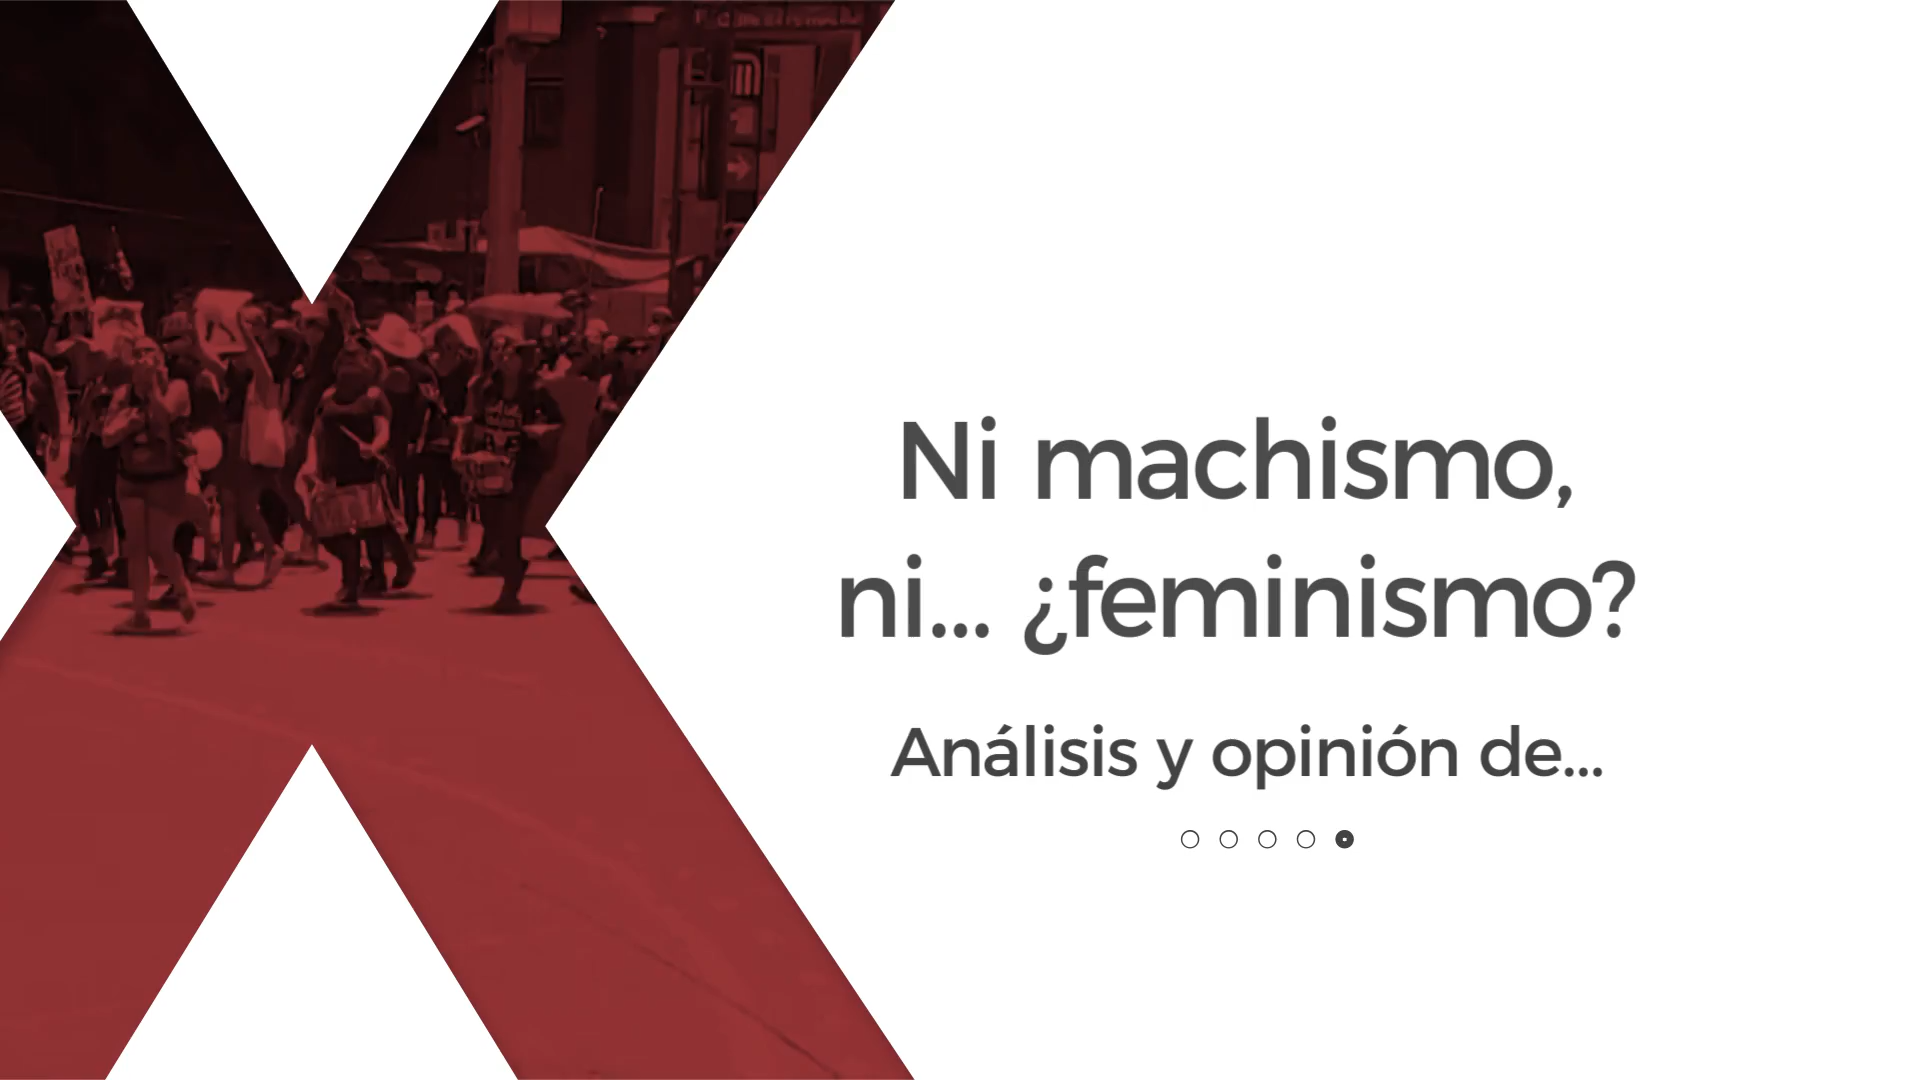 Ni machismo,
ni... ¿feminismo?
Análisis y opinión de...